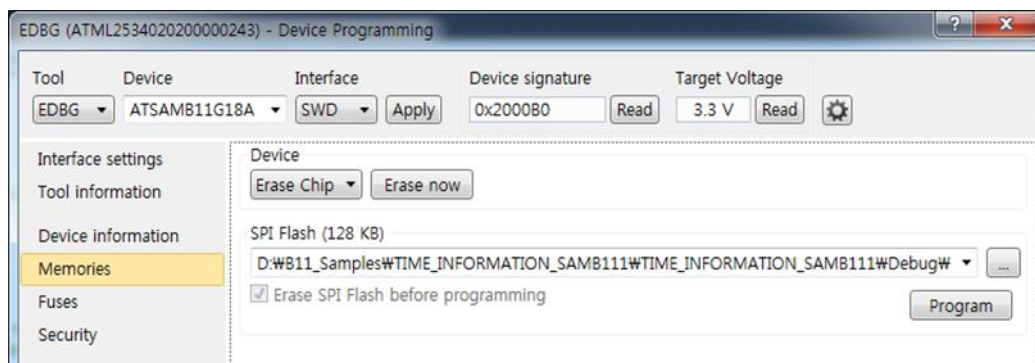 EDBG (ATML2534020200000243) - Device Programming
Tool Device Interface Device signature Target Voltage
EDBG ATSAMB11G18A SWD Apply 0x2000B0 Read 3.3 V Read
Interface settings
Tool information
Device information
Memories
Fuses
Security
Device
Erase Chip Erase now
SPI Flash (128 KB)
D:₩B11_Samples₩TIME_INFORMATION_SAMB111₩TIME_INFORMATION_SAMB111₩Debug₩ ...
Erase SPI Flash before programming
Program